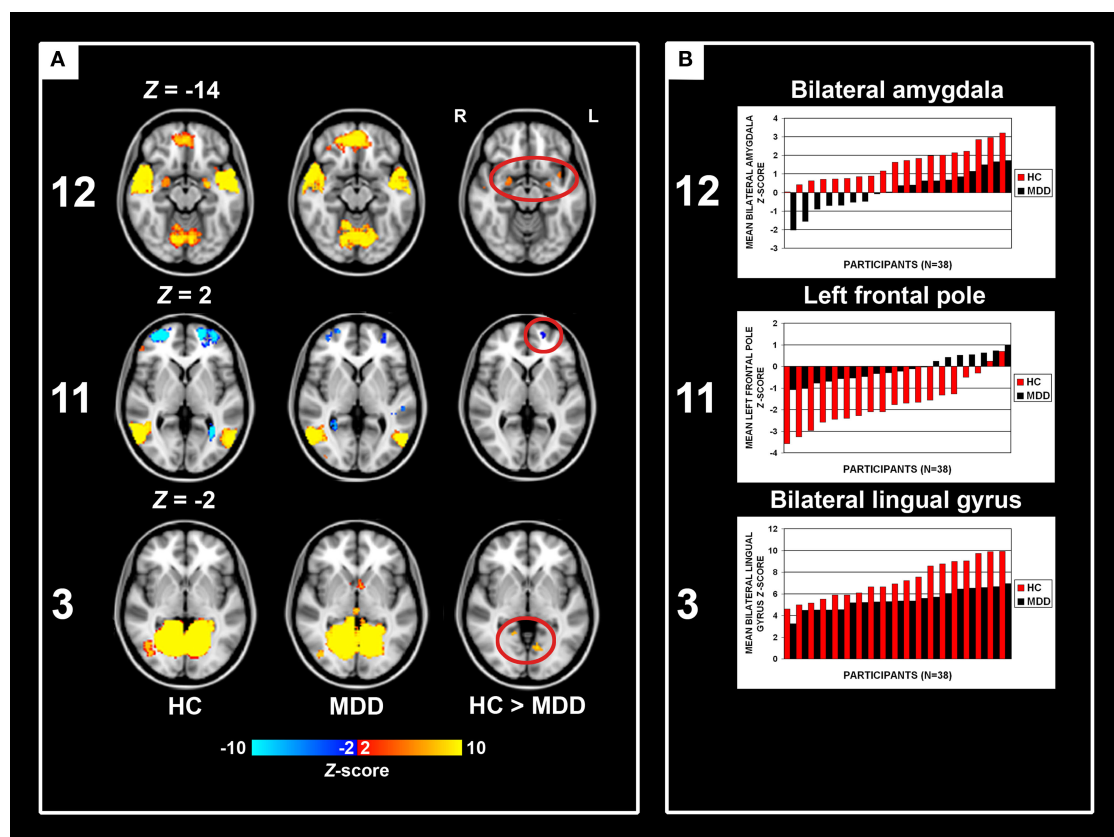 A
Z = -14
R
L
12
Z = 2
11
Z = -2
3
HC
MDD
HC > MDD
-10
-2
2
10
Z-score
B
Bilateral amygdala
12
MEAN BILATERAL AMYGDALA
Z-SCORE
4
3
2
1
0
-1
-2
-3
HC
MDD
PARTICIPANTS (N=38)
Left frontal pole
11
MEAN LEFT FRONTAL POLE
Z-SCORE
2
1
0
-1
-2
-3
-4
HC
MDD
PARTICIPANTS (N=38)
Bilateral lingual gyrus
3
MEAN BILATERAL LINGUAL
GYRUS Z-SCORE
12
10
8
6
4
2
0
HC
MDD
PARTICIPANTS (N=38)